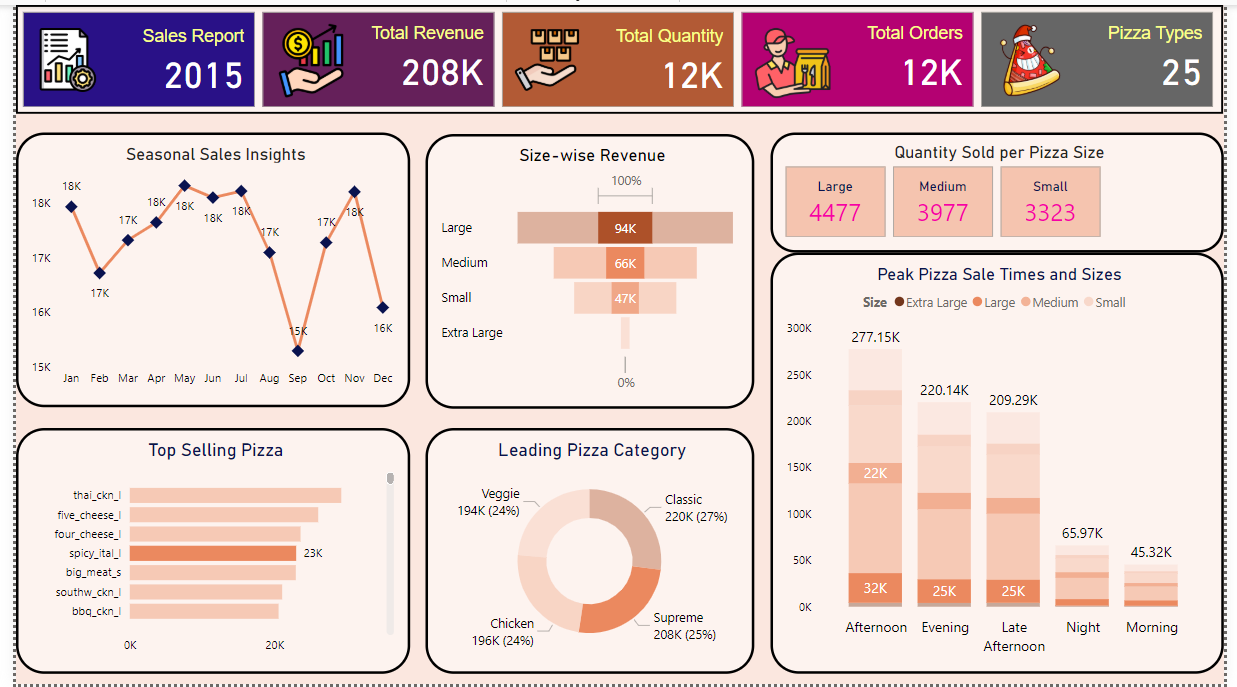 Sales Report
2015
Total Revenue
208K
Total Quantity
12K
Total Orders
12K
Pizza Types
25
Seasonal Sales Insights
18K
17K
16K
15K
18K
17K
17K
18K
18K
18K
18K
17K
15K
17K
18K
16K
Jan Feb Mar Apr May Jun Jul Aug Sep Oct Nov Dec
Size-wise Revenue
100%
Large 94K
Medium 66K
Small 47K
Extra Large
0%
Quantity Sold per Pizza Size
Large Medium Small
4477 3977 3323
Peak Pizza Sale Times and Sizes
Size Extra Large Large Medium Small
300K
250K
200K
150K
100K
50K
0K
277.15K
220.14K
209.29K
65.97K
45.32K
22K
32K
25K
25K
Afternoon Evening Late Afternoon Night Morning
Top Selling Pizza
thai_ckn_l
five_cheese_l
four_cheese_l
spicy_ital_l 23K
big_meat_s
southw_ckn_l
bbq_ckn_l
0K 20K
Leading Pizza Category
Veggie
194K (24%)
Classic
220K (27%)
Chicken
196K (24%)
Supreme
208K (25%)